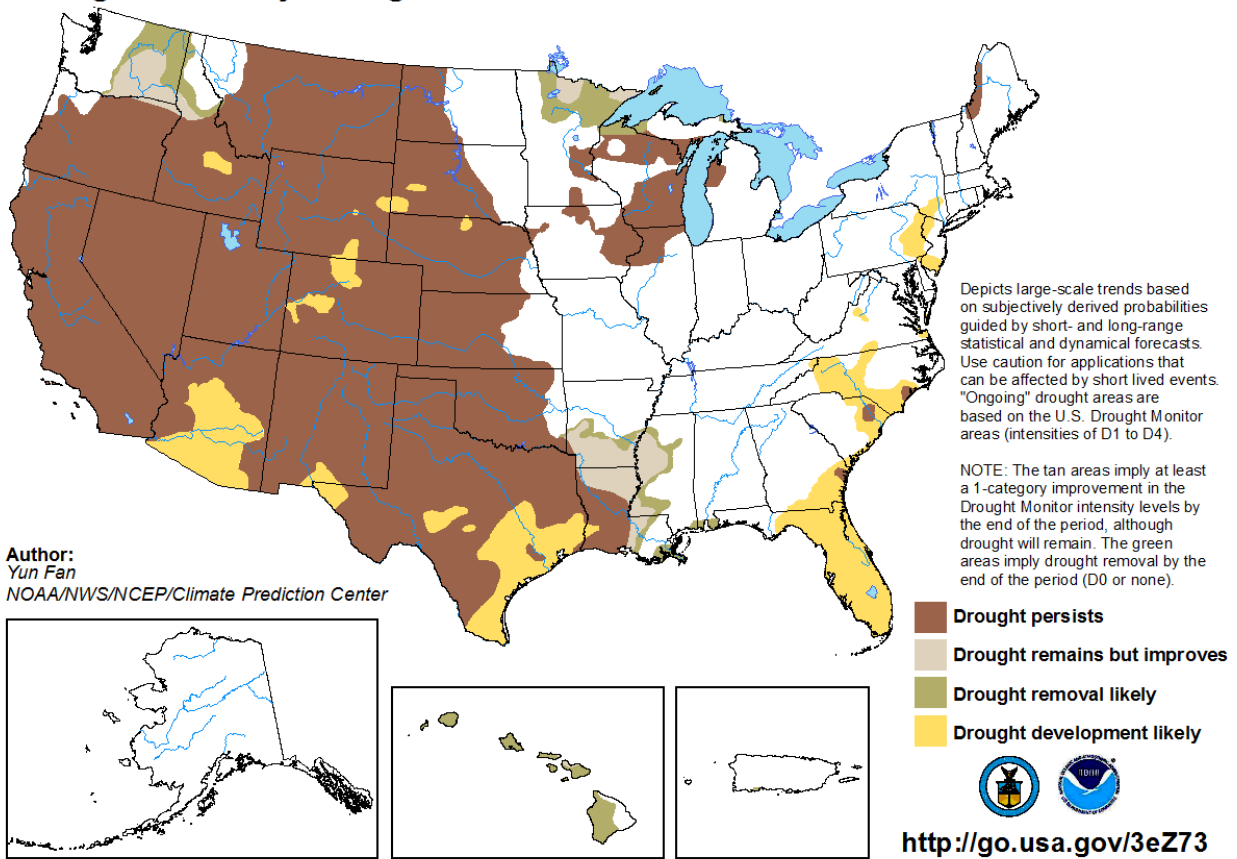 Depicts large-scale trends based
on subjectively derived probabilities
guided by short- and long-range
statistical and dynamical forecasts.
Use caution for applications that
can be affected by short lived events.
"Ongoing" drought areas are
based on the U.S. Drought Monitor
areas (intensities of D1 to D4).
NOTE: The tan areas imply at least
a 1-category improvement in the
Drought Monitor intensity levels by
the end of the period, although
drought will remain. The green
areas imply drought removal by the
end of the period (D0 or none).
Author:
Yun Fan
NOAA/NWS/NCEP/Climate Prediction Center
Drought persists
Drought remains but improves
Drought removal likely
Drought development likely
http://go.usa.gov/3eZ73